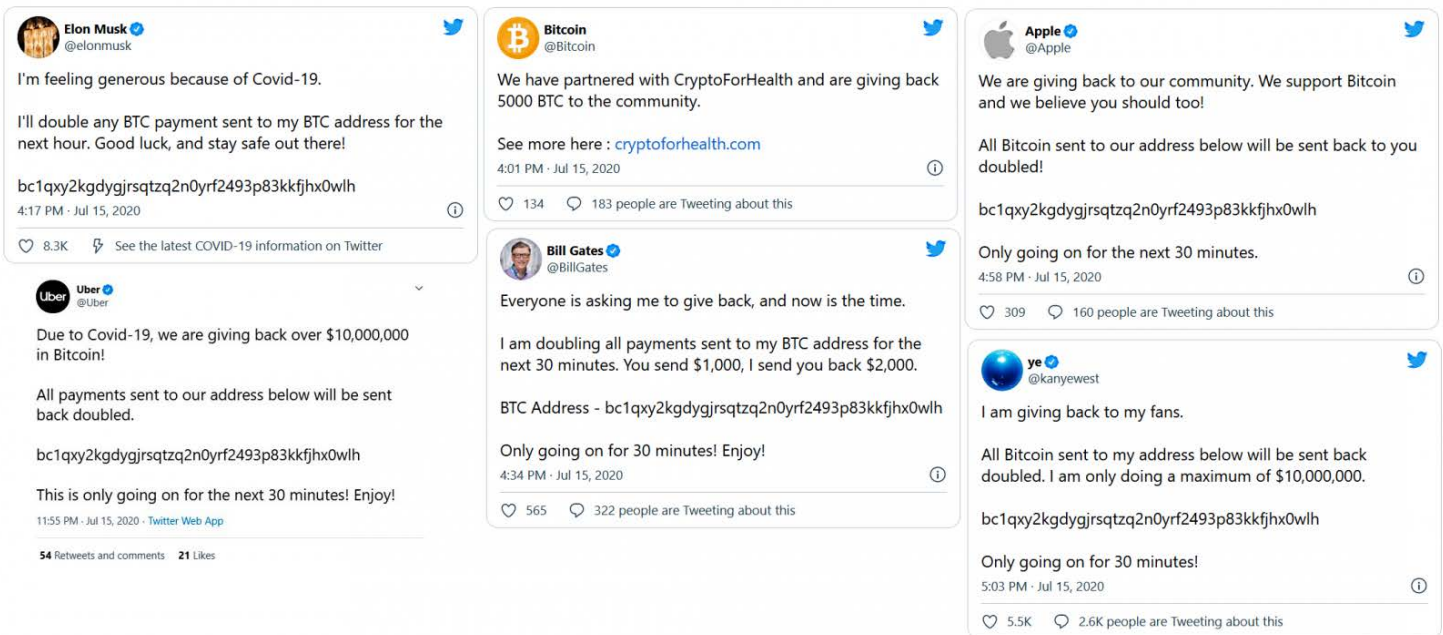 Elon Musk
@elonmusk
I'm feeling generous because of Covid-19.
I'll double any BTC payment sent to my BTC address for the
next hour. Good luck, and stay safe out there!
bc1qxy2kgdygjrsqtzq2n0yrf2493p83kkfjhx0wlh
4:17 PM · Jul 15, 2020
8.3K
See the latest COVID-19 information on Twitter
Uber
Uber
@Uber
Due to Covid-19, we are giving back over $10,000,000
in Bitcoin!
All payments sent to our address below will be sent
back doubled.
bc1qxy2kgdygjrsqtzq2n0yrf2493p83kkfjhx0wlh
This is only going on for the next 30 minutes! Enjoy!
11:55 PM · Jul 15, 2020 · Twitter Web App
54 Retweets and comments 21 Likes
Bitcoin
@Bitcoin
We have partnered with CryptoForHealth and are giving back
5000 BTC to the community.
See more here : cryptoforhealth.com
4:01 PM · Jul 15, 2020
134
183 people are Tweeting about this
Bill Gates
@BillGates
Everyone is asking me to give back, and now is the time.
I am doubling all payments sent to my BTC address for the
next 30 minutes. You send $1,000, I send you back $2,000.
BTC Address - bc1qxy2kgdygjrsqtzq2n0yrf2493p83kkfjhx0wlh
Only going on for 30 minutes! Enjoy!
4:34 PM · Jul 15, 2020
565
322 people are Tweeting about this
Apple
@Apple
We are giving back to our community. We support Bitcoin
and we believe you should too!
All Bitcoin sent to our address below will be sent back to you
doubled!
bc1qxy2kgdygjrsqtzq2n0yrf2493p83kkfjhx0wlh
Only going on for the next 30 minutes.
4:58 PM · Jul 15, 2020
309
160 people are Tweeting about this
ye
@kanyewest
I am giving back to my fans.
All Bitcoin sent to my address below will be sent back
doubled. I am only doing a maximum of $10,000,000.
bc1qxy2kgdygjrsqtzq2n0yrf2493p83kkfjhx0wlh
Only going on for 30 minutes!
5:03 PM · Jul 15, 2020
5.5K
2.6K people are Tweeting about this